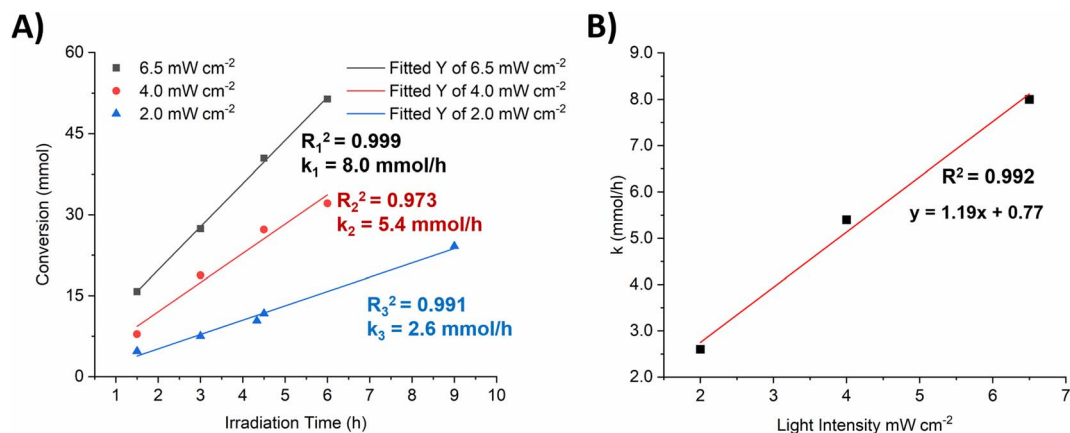 A)
60
45
30
15
0
Conversion (mmol)
6.5 mW cm⁻²
4.0 mW cm⁻²
2.0 mW cm⁻²
Fitted Y of 6.5 mW cm⁻²
Fitted Y of 4.0 mW cm⁻²
Fitted Y of 2.0 mW cm⁻²
R₁² = 0.999
k₁ = 8.0 mmol/h
R₂² = 0.973
k₂ = 5.4 mmol/h
R₃² = 0.991
k₃ = 2.6 mmol/h
1 2 3 4 5 6 7 8 9 10
Irradiation Time (h)
B)
9.0
8.0
7.0
6.0
5.0
4.0
3.0
2.0
k (mmol/h)
R² = 0.992
y = 1.19x + 0.77
2 3 4 5 6 7
Light Intensity mW cm⁻²